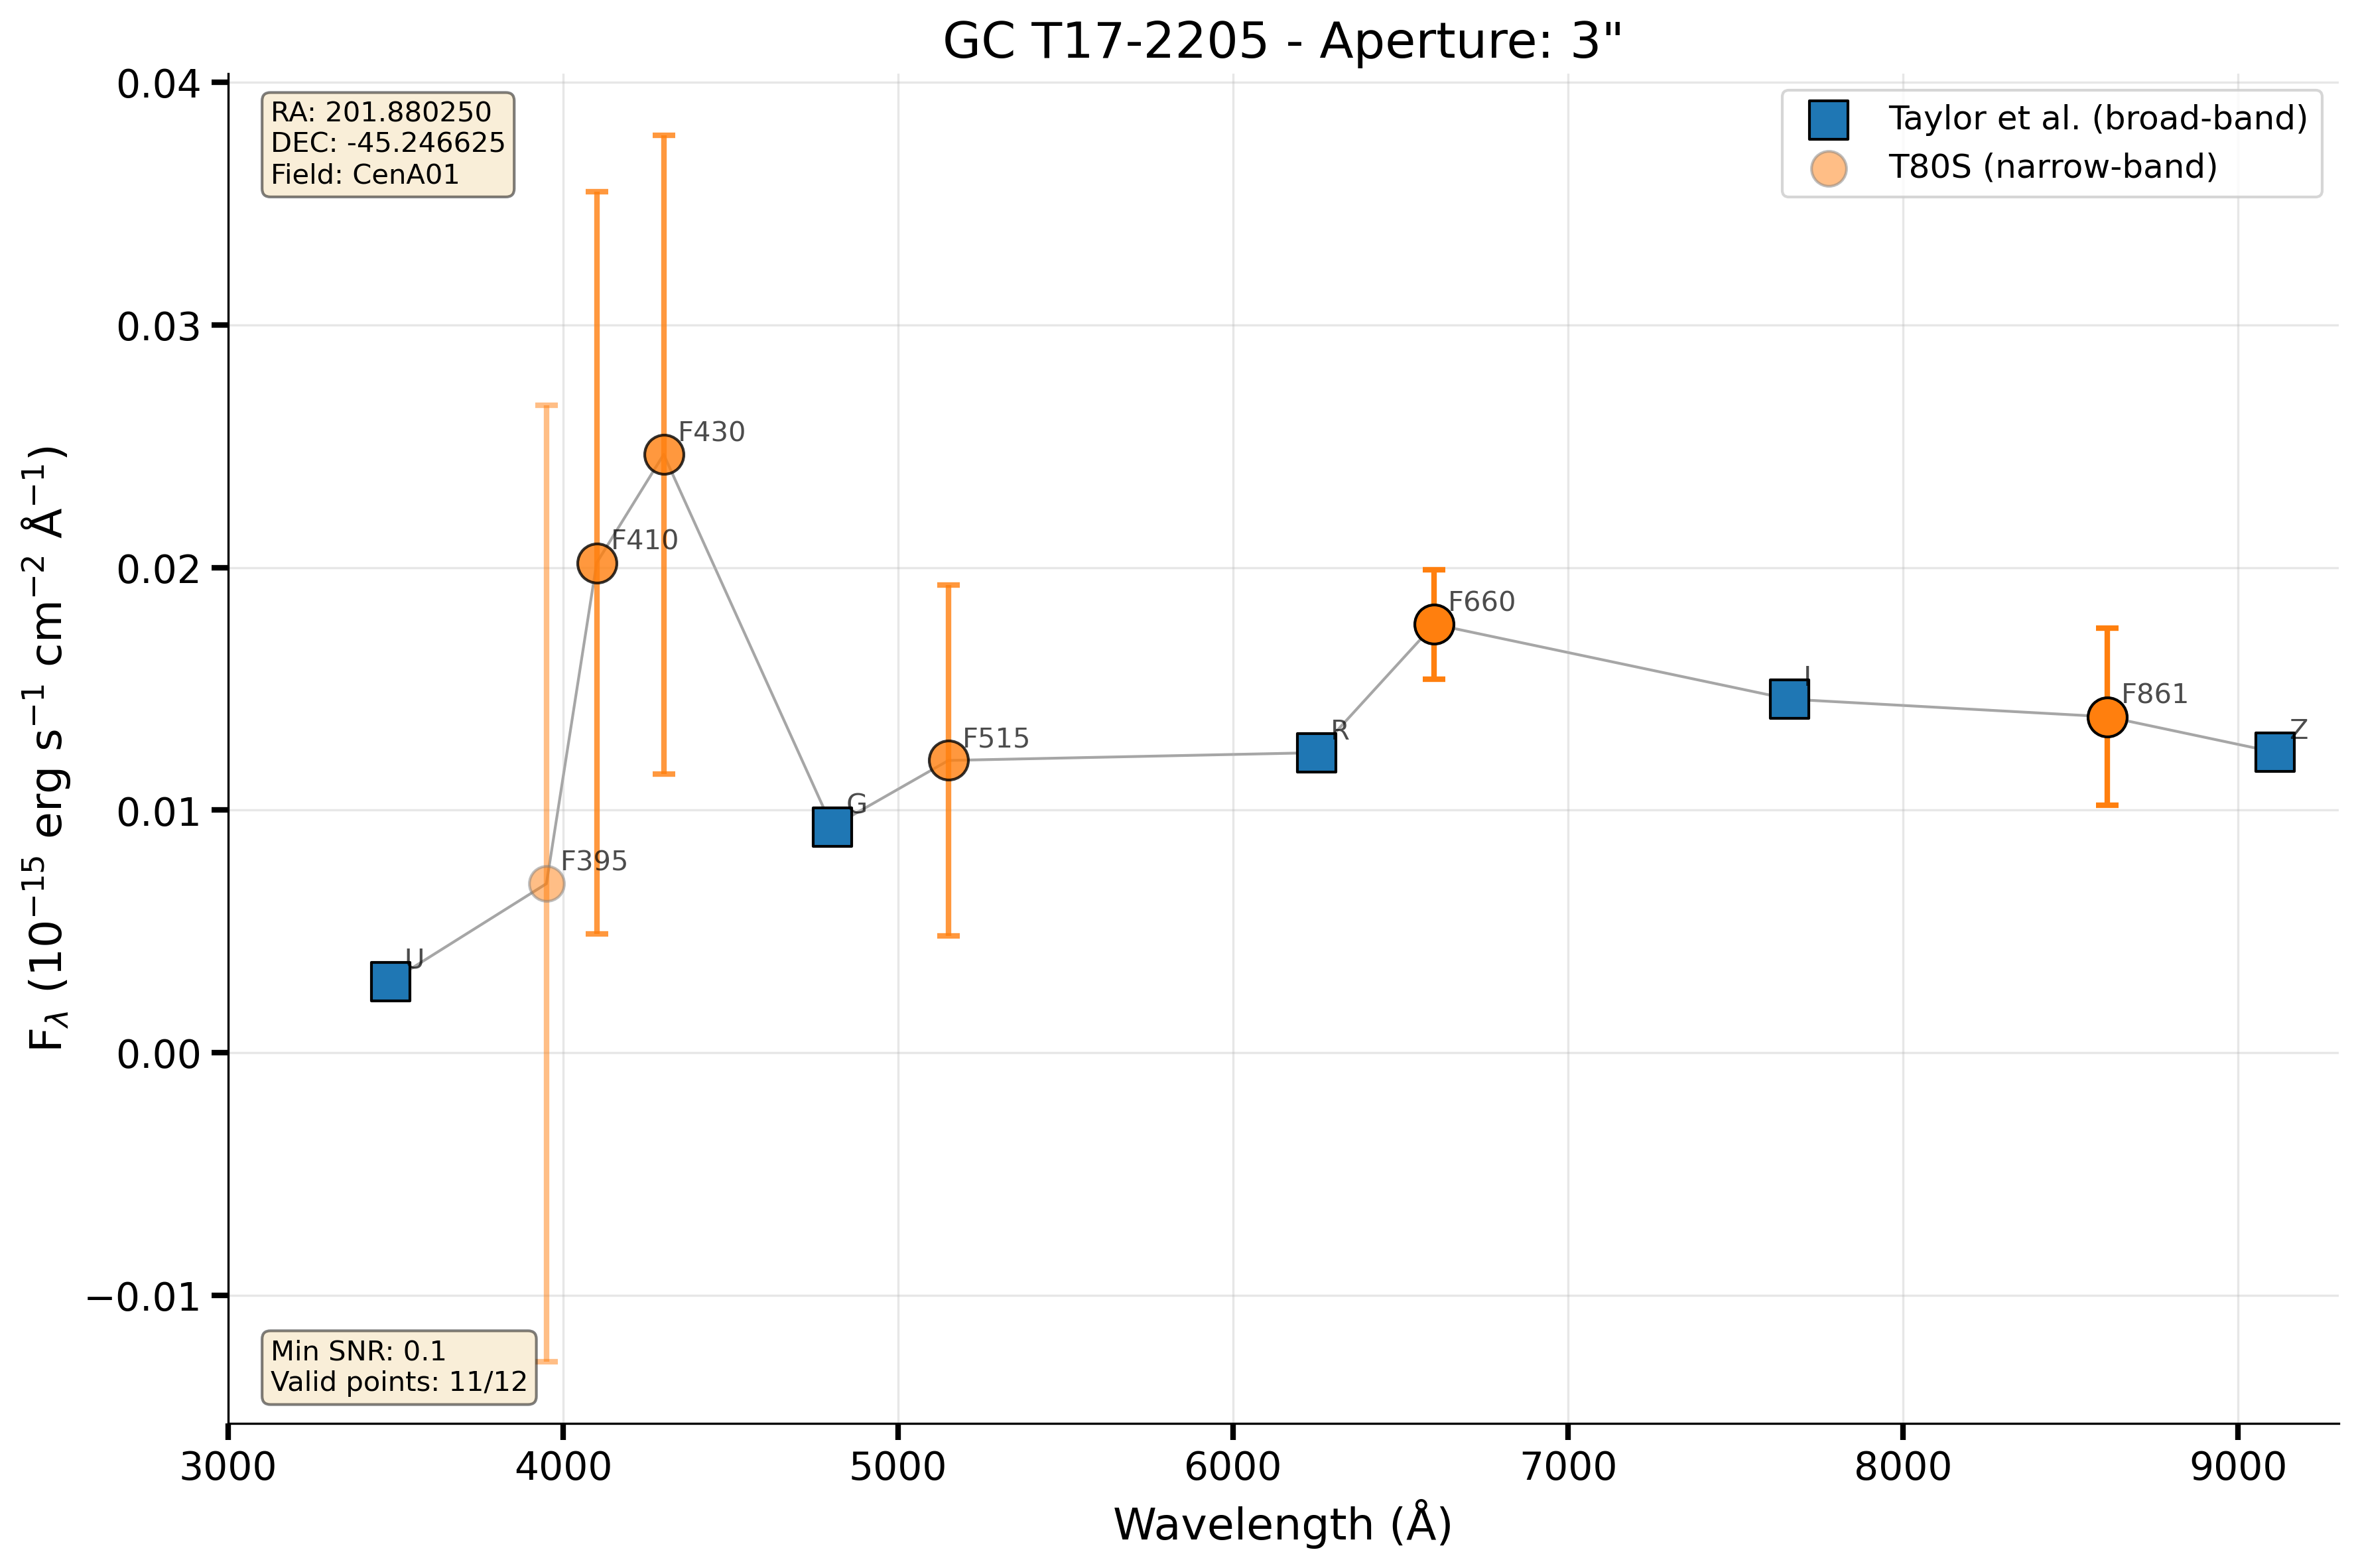 GC T17-2205 - Aperture: 3"
RA: 201.880250
DEC: -45.246625
Field: CenA01
Taylor et al. (broad-band)
T80S (narrow-band)
0.04
0.03
0.02
0.01
0.00
−0.01
F_λ (10⁻¹⁵ erg s⁻¹ cm⁻² Å⁻¹)
U
F395
F410
F430
G
F515
R
F660
I
F861
Z
Min SNR: 0.1
Valid points: 11/12
3000 4000 5000 6000 7000 8000 9000
Wavelength (Å)